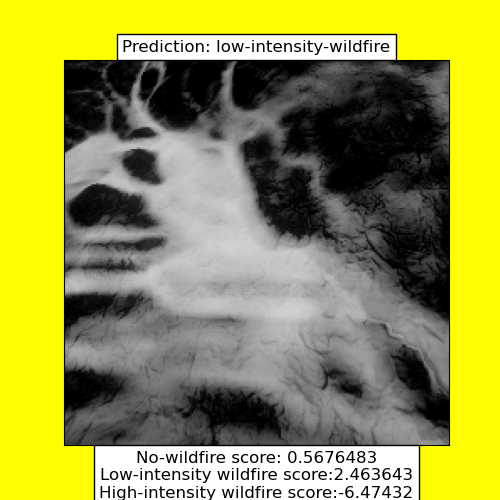 Prediction: low-intensity-wildfire
No-wildfire score: 0.5676483
Low-intensity wildfire score:2.463643
High-intensity wildfire score:-6.47432